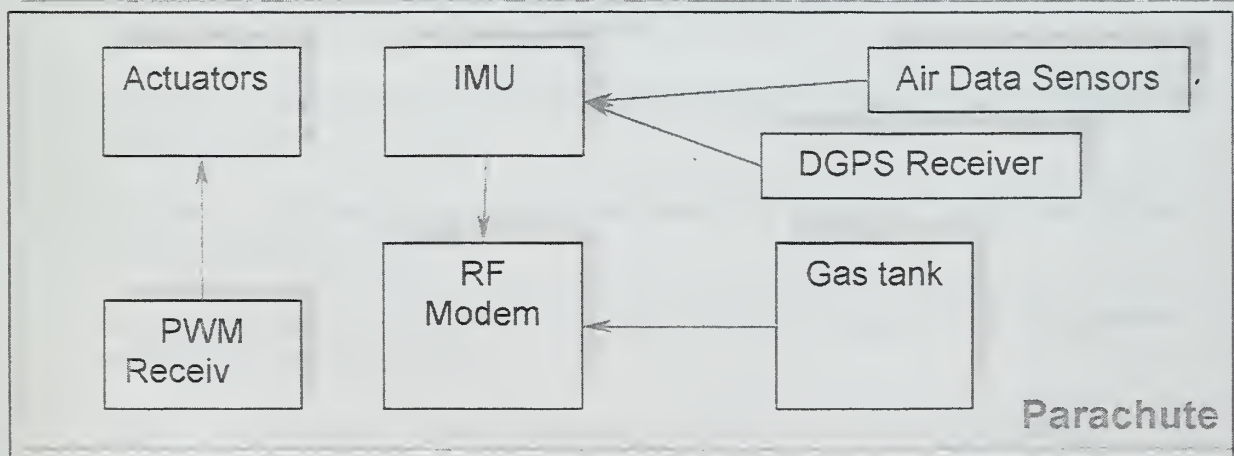 Actuators
IMU
Air Data Sensors
DGPS Receiver
RF
Modem
Gas tank
PWM
Receiv
Parachute